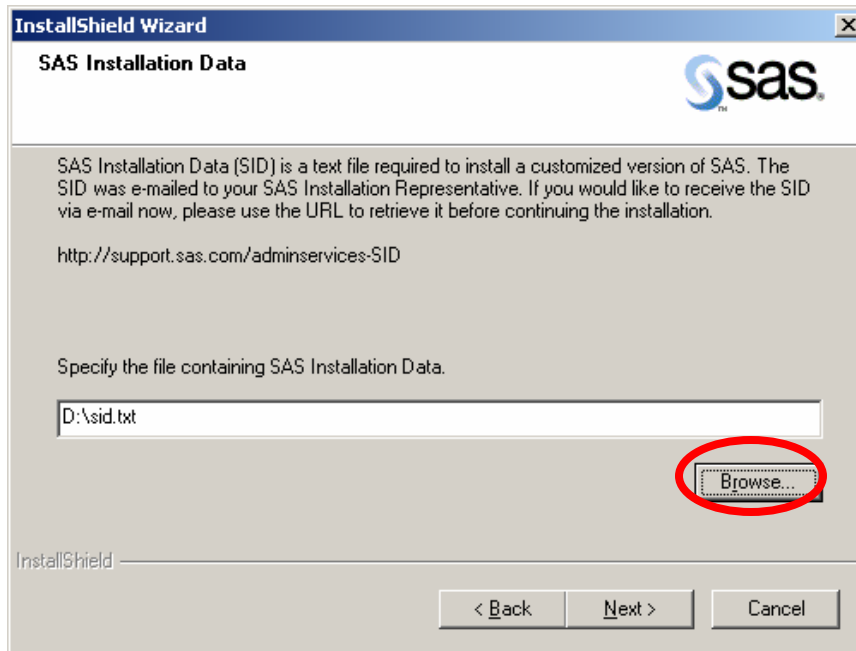 InstallShield Wizard
SAS Installation Data
sas.
TM
SAS Installation Data (SID) is a text file required to install a customized version of SAS. The
SID was e-mailed to your SAS Installation Representative. If you would like to receive the SID
via e-mail now, please use the URL to retrieve it before continuing the installation.
http://support.sas.com/adminservices-SID
Specify the file containing SAS Installation Data.
D:\sid.txt
Browse...
InstallShield
< Back
Next >
Cancel